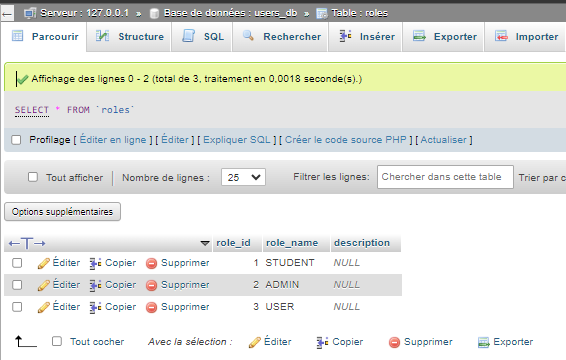 Serveur : 127.0.0.1 » Base de données : users_db » Table : roles
Parcourir Structure SQL Rechercher Insérer Exporter Importer
Affichage des lignes 0 - 2 (total de 3, traitement en 0,0018 seconde(s).)
SELECT * FROM `roles`
Profilage [ Éditer en ligne ] [ Éditer ] [ Expliquer SQL ] [ Créer le code source PHP ] [ Actualiser ]
Tout afficher Nombre de lignes : 25 Filtrer les lignes: Chercher dans cette table Trier par c
Options supplémentaires
←T→ role_id role_name description
Éditer Copier Supprimer 1 STUDENT NULL
Éditer Copier Supprimer 2 ADMIN NULL
Éditer Copier Supprimer 3 USER NULL
Tout cocher Avec la sélection : Éditer Copier Supprimer Exporter